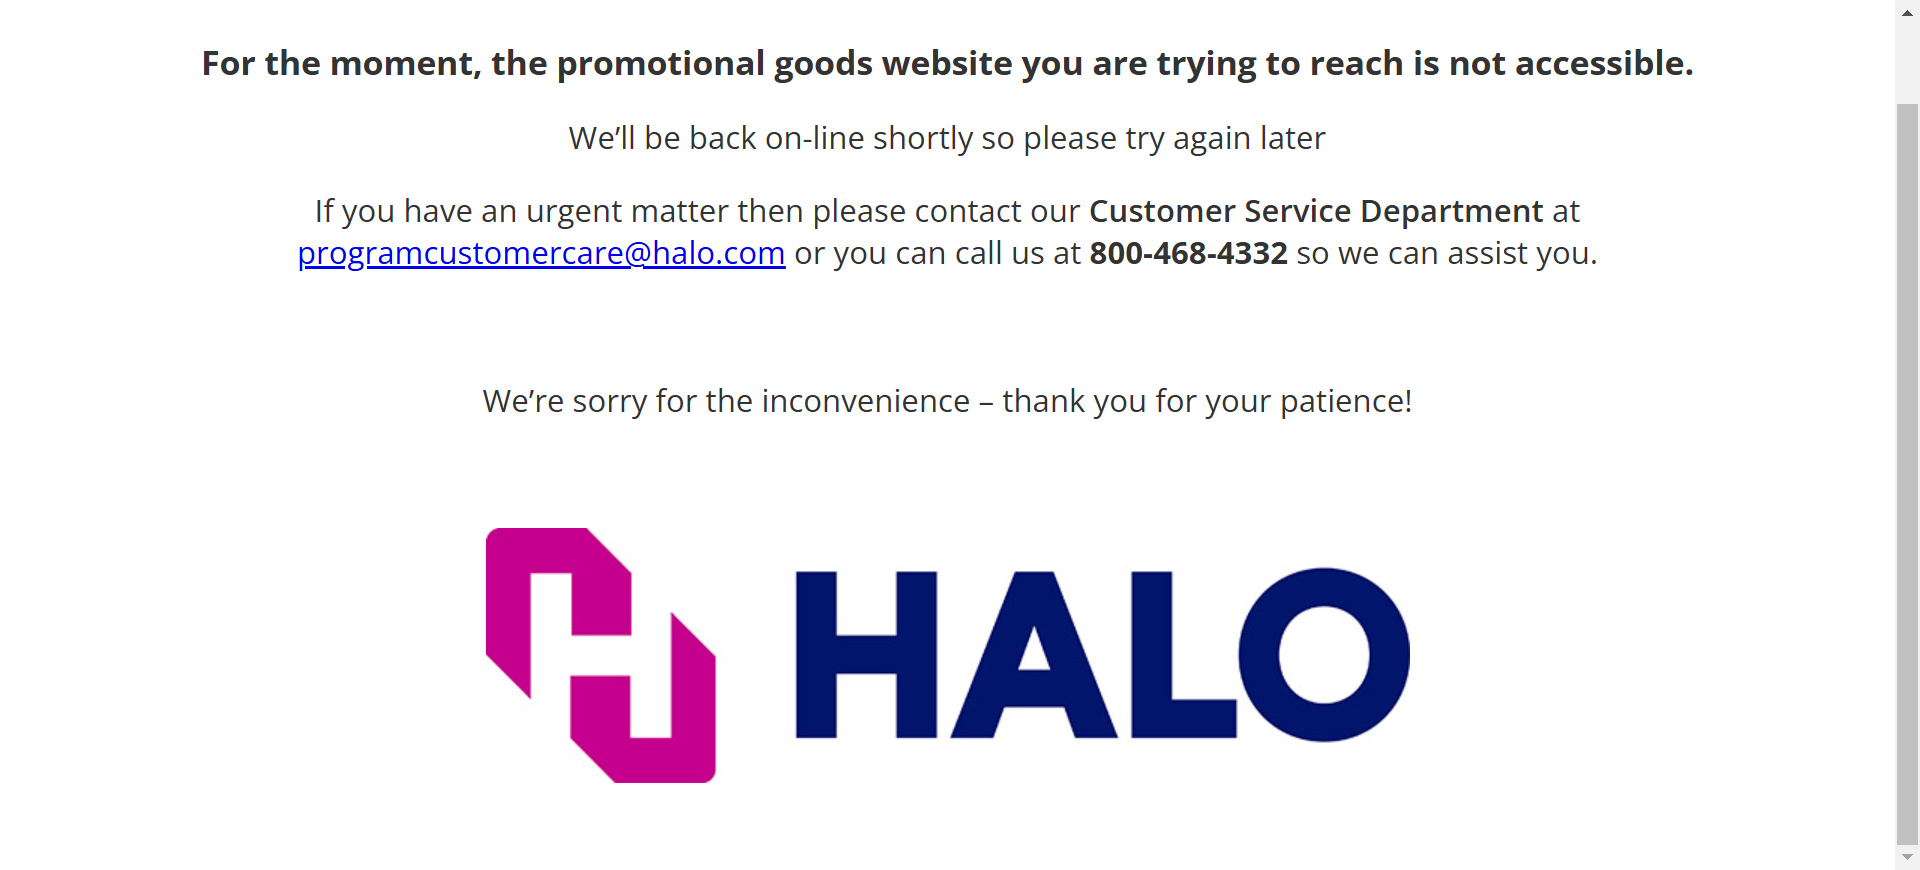 For the moment, the promotional goods website you are trying to reach is not accessible.
We’ll be back on-line shortly so please try again later
If you have an urgent matter then please contact our Customer Service Department at
programcustomercare@halo.com or you can call us at 800-468-4332 so we can assist you.
We’re sorry for the inconvenience – thank you for your patience!
HALO